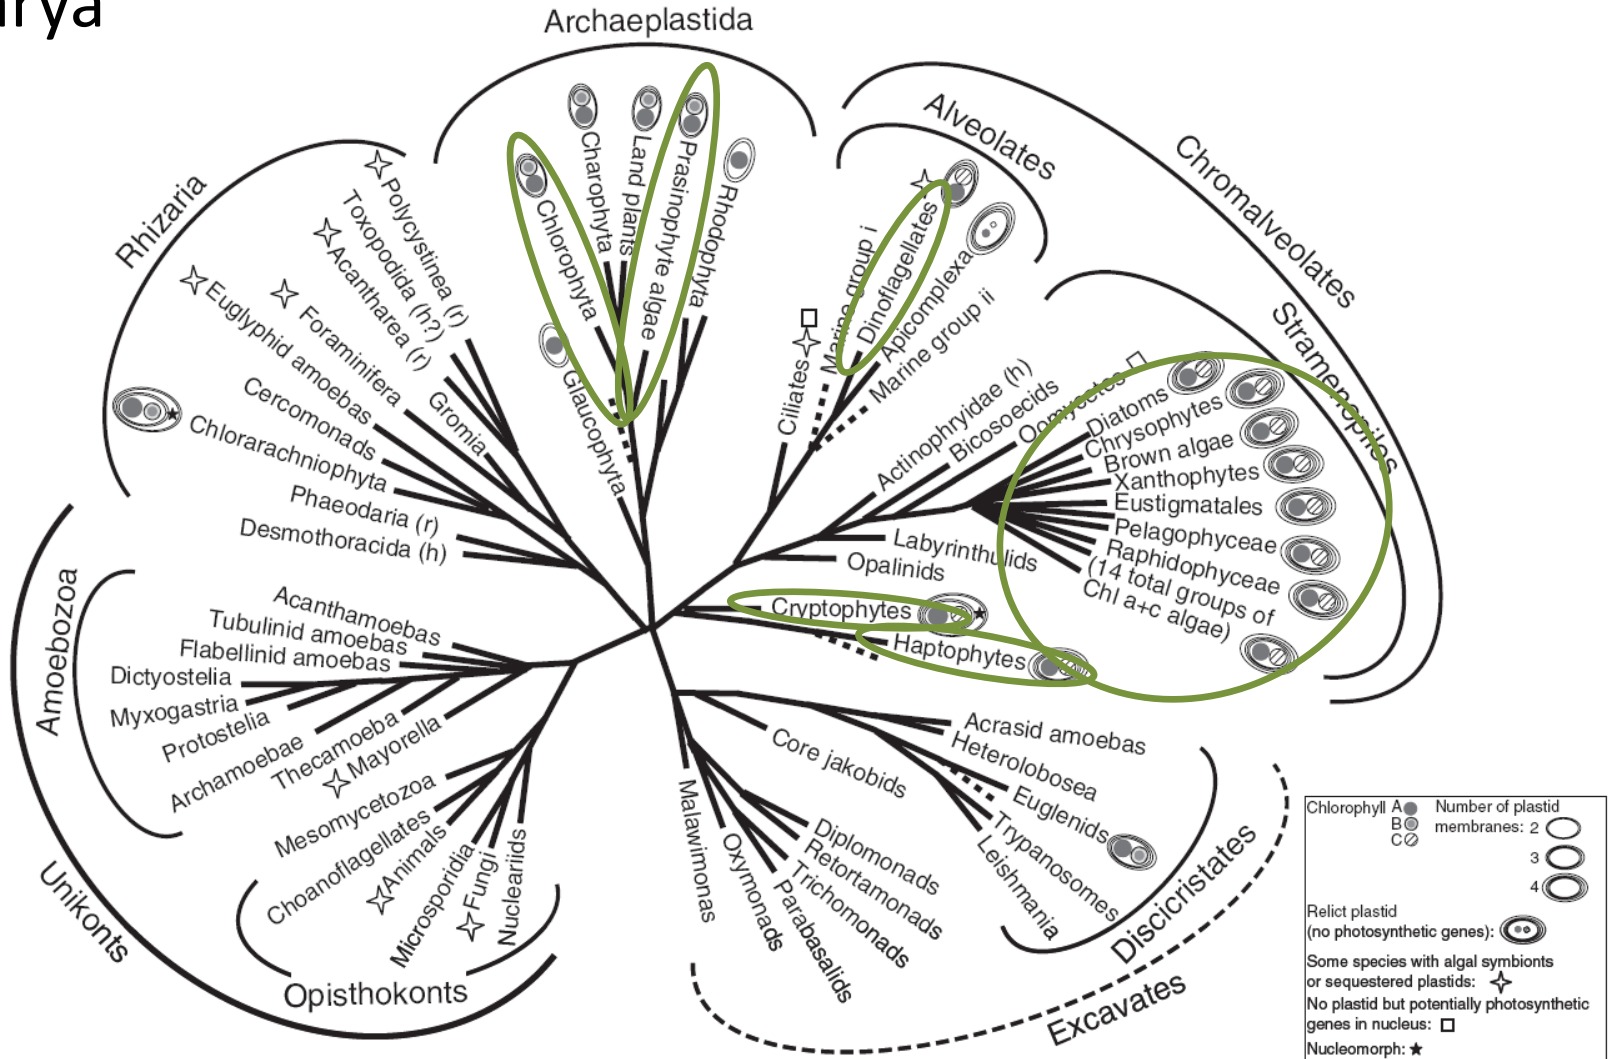 arya
Archaeplastida
Charophyta
Land plants
Prasinophyte algae
Rhodophyta
Chlorophyta
Glaucophyta
Alveolates
Chromalveolates
Stramenopiles
Ciliates
Marine group i
Dinoflagellates
Apicomplexa
Marine group ii
Actinophryidae (h)
Bicosoecids
Oomycetes
Diatoms
Chrysophytes
Brown algae
Xanthophytes
Eustigmatales
Pelagophyceae
Raphidophyceae
(14 total groups of
Chl a+c algae)
Labyrinthulids
Opalinids
Cryptophytes
Haptophytes
Rhizaria
Polycystinea (r)
Toxopodida (h?)
Acantharea (r)
Foraminifera
Euglyphid amoebas
Gromia
Cercomonads
Chlorarachniophyta
Phaeodaria (r)
Desmothoracida (h)
Amoebozoa
Acanthamoebas
Tubulinid amoebas
Flabellinid amoebas
Dictyostelia
Myxogastria
Protostelia
Archamoebae
Thecamoeba
Mayorella
Unikonts
Mesomycetozoa
Choanoflagellates
Animals
Microsporidia
Fungi
Nucleariids
Opisthokonts
Malawimonas
Oxymonads
Parabasalids
Trichomonads
Retortamonads
Diplomonads
Core jakobids
Acrasid amoebas
Heterolobosea
Euglenids
Trypanosomes
Leishmania
Discicristates
Excavates
Chlorophyll A
B
C
Number of plastid
membranes: 2
3
4
Relict plastid
(no photosynthetic genes):
Some species with algal symbionts
or sequestered plastids:
No plastid but potentially photosynthetic
genes in nucleus:
Nucleomorph: